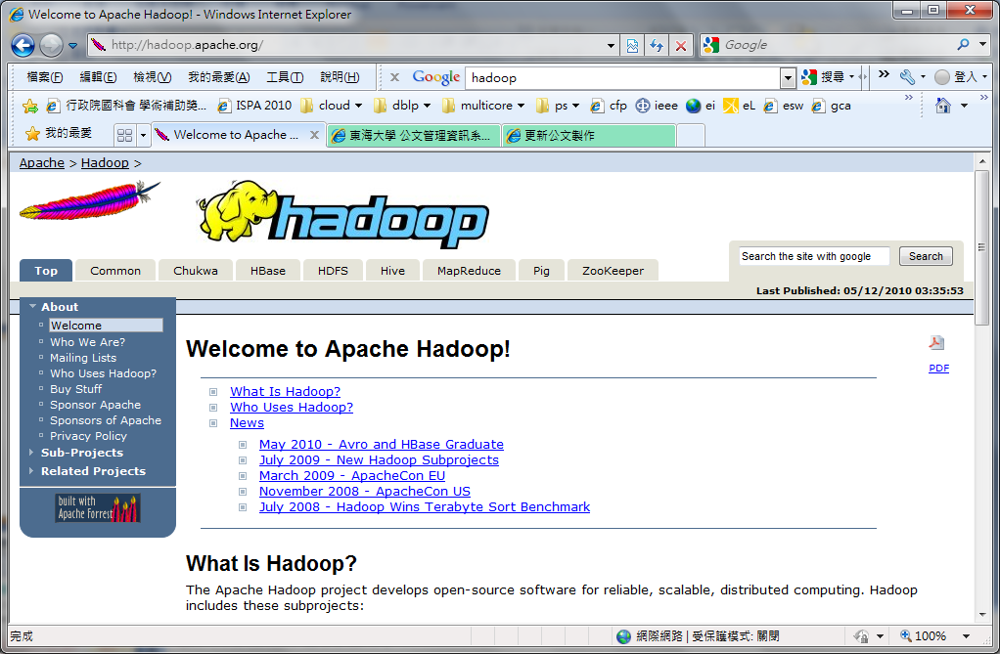 Welcome to Apache Hadoop! - Windows Internet Explorer
http://hadoop.apache.org/ Google
檔案(F) 編輯(E) 檢視(V) 我的最愛(A) 工具(T) 說明(H) x Google hadoop 搜尋 » 登入
行政院國科會 學術補助獎... ISPA 2010 cloud dblp multicore ps cfp ieee ei eL esw gca » »
我的最愛 Welcome to Apache ... x 東海大學 公文管理資訊系... 更新公文製作
Apache > Hadoop >
hadoop
Search the site with google Search
Top Common Chukwa HBase HDFS Hive MapReduce Pig ZooKeeper
Last Published: 05/12/2010 03:35:53
About
Welcome
Who We Are?
Mailing Lists
Who Uses Hadoop?
Buy Stuff
Sponsor Apache
Sponsors of Apache
Privacy Policy
Sub-Projects
Related Projects
built with
Apache Forrest
Welcome to Apache Hadoop!
PDF
What Is Hadoop?
Who Uses Hadoop?
News
May 2010 - Avro and HBase Graduate
July 2009 - New Hadoop Subprojects
March 2009 - ApacheCon EU
November 2008 - ApacheCon US
July 2008 - Hadoop Wins Terabyte Sort Benchmark
What Is Hadoop?
The Apache Hadoop project develops open-source software for reliable, scalable, distributed computing. Hadoop
includes these subprojects:
完成 網際網路 | 受保護模式: 關閉 100%